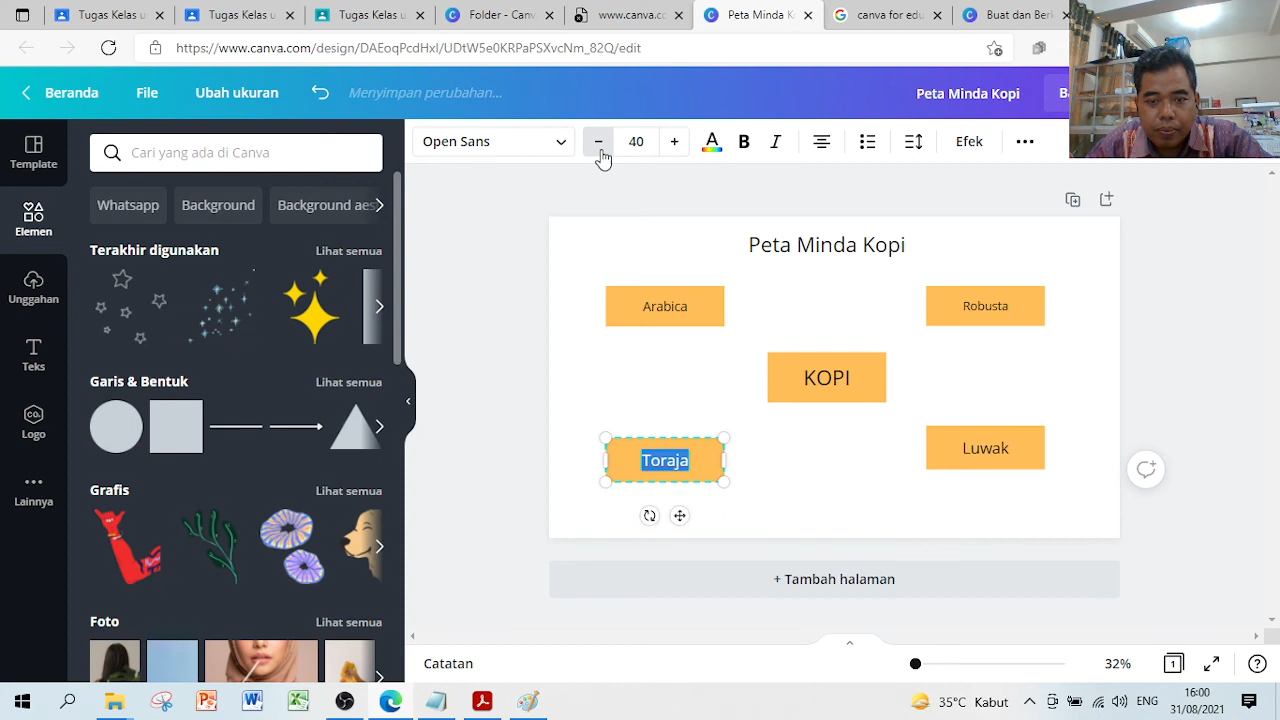 Tugas Kelas
Tugas Kelas
Folder - Canv
www.canva.cc
Peta Minda K
canva for edu
Buat dan Berk
https://www.canva.com/design/DAEoqPcdHxI/UDtW5e0KRPaPSXvcNm_82Q/edit
Beranda
File
Ubah ukuran
Menyimpan perubahan...
Peta Minda Kopi
Template
Elemen
Unggahan
Teks
Logo
Lainnya
Cari yang ada di Canva
Whatsapp
Background
Background aes
Terakhir digunakan
Lihat semua
Garis & Bentuk
Lihat semua
Grafis
Lihat semua
Foto
Lihat semua
Open Sans
- 40 +
A B I
Efek
Peta Minda Kopi
Arabica
Robusta
KOPI
Toraja
Luwak
+ Tambah halaman
Catatan
32%
1
35°C Kabut
ENG
6:00
31/08/2021